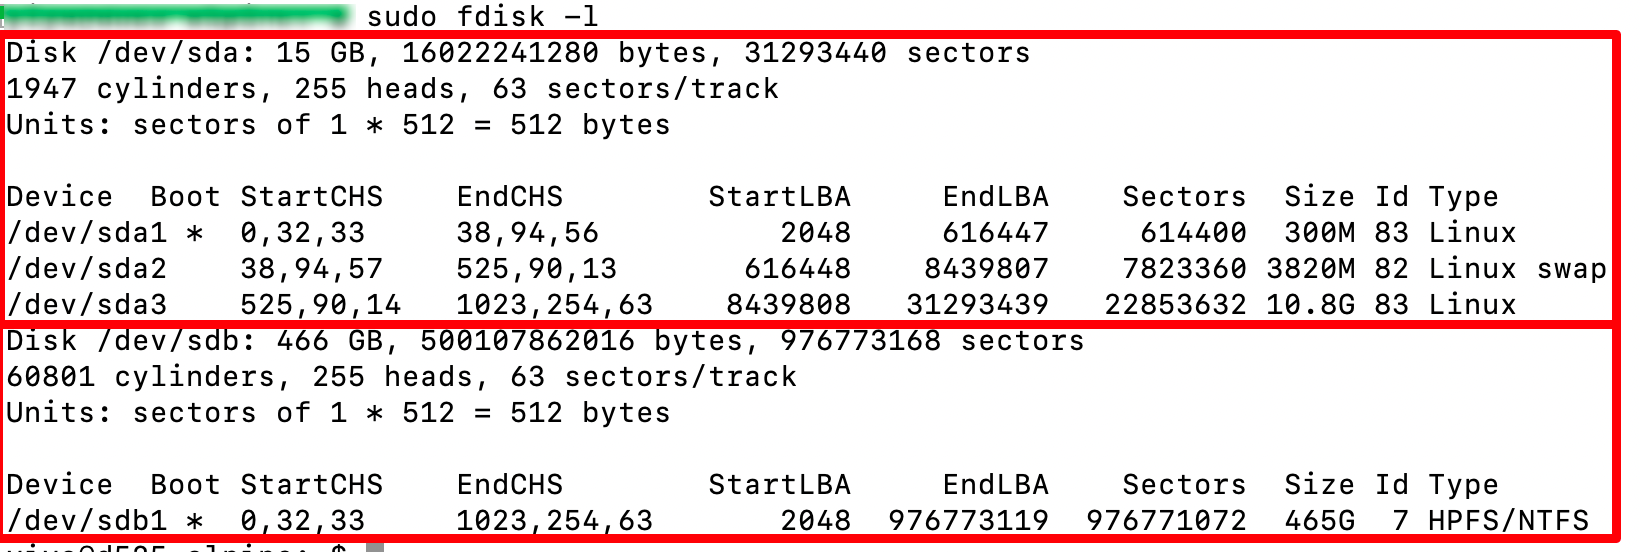 sudo fdisk -l
Disk /dev/sda: 15 GB, 16022241280 bytes, 31293440 sectors
1947 cylinders, 255 heads, 63 sectors/track
Units: sectors of 1 * 512 = 512 bytes
Device  Boot StartCHS    EndCHS        StartLBA     EndLBA    Sectors  Size Id Type
/dev/sda1 *  0,32,33     38,94,56          2048     616447     614400  300M 83 Linux
/dev/sda2    38,94,57    525,90,13       616448    8439807    7823360 3820M 82 Linux swap
/dev/sda3    525,90,14   1023,254,63    8439808   31293439   22853632 10.8G 83 Linux
Disk /dev/sdb: 466 GB, 500107862016 bytes, 976773168 sectors
60801 cylinders, 255 heads, 63 sectors/track
Units: sectors of 1 * 512 = 512 bytes
Device  Boot StartCHS    EndCHS        StartLBA     EndLBA    Sectors  Size Id Type
/dev/sdb1 *  0,32,33     1023,254,63       2048  976773119  976771072  465G  7 HPFS/NTFS